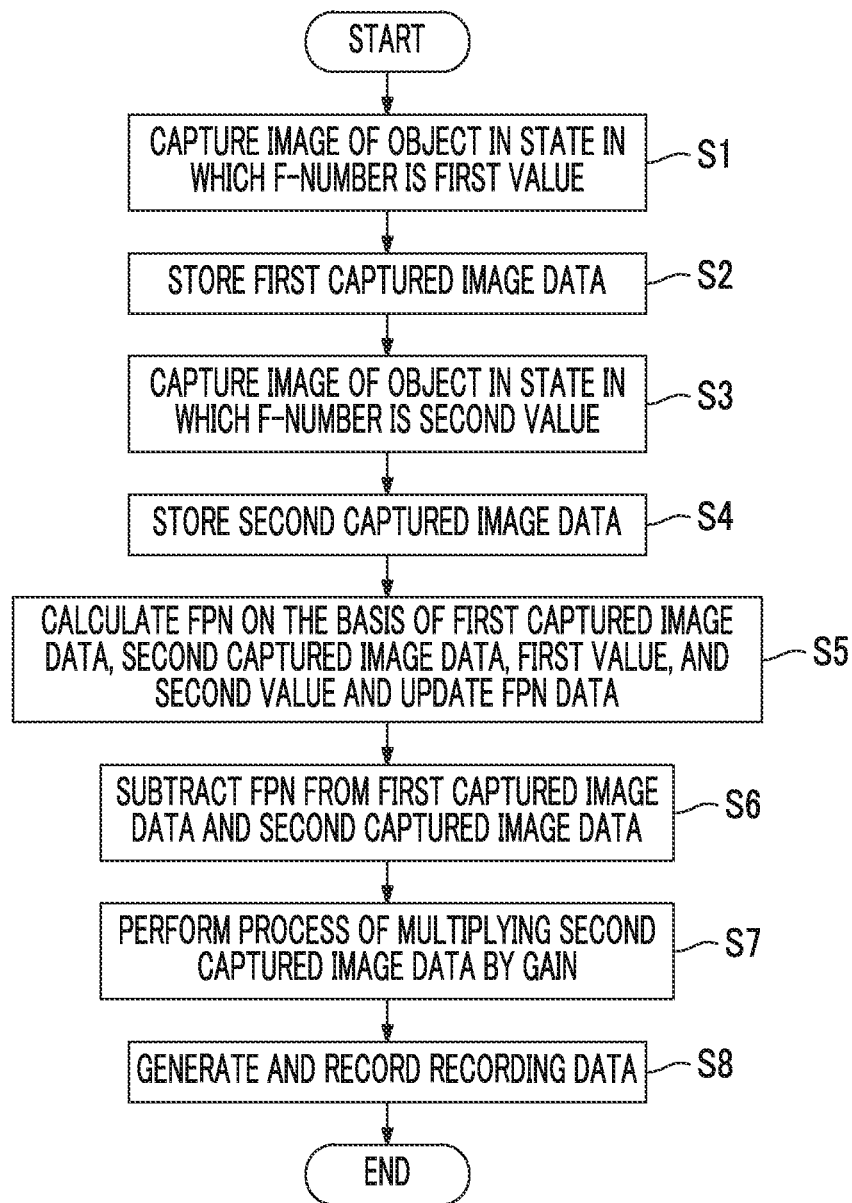 START
CAPTURE IMAGE OF OBJECT IN STATE IN
WHICH F-NUMBER IS FIRST VALUE
S1
STORE FIRST CAPTURED IMAGE DATA
S2
CAPTURE IMAGE OF OBJECT IN STATE IN
WHICH F-NUMBER IS SECOND VALUE
S3
STORE SECOND CAPTURED IMAGE DATA
S4
CALCULATE FPN ON THE BASIS OF FIRST CAPTURED IMAGE
DATA, SECOND CAPTURED IMAGE DATA, FIRST VALUE, AND
SECOND VALUE AND UPDATE FPN DATA
S5
SUBTRACT FPN FROM FIRST CAPTURED IMAGE
DATA AND SECOND CAPTURED IMAGE DATA
S6
PERFORM PROCESS OF MULTIPLYING SECOND
CAPTURED IMAGE DATA BY GAIN
S7
GENERATE AND RECORD RECORDING DATA
S8
END